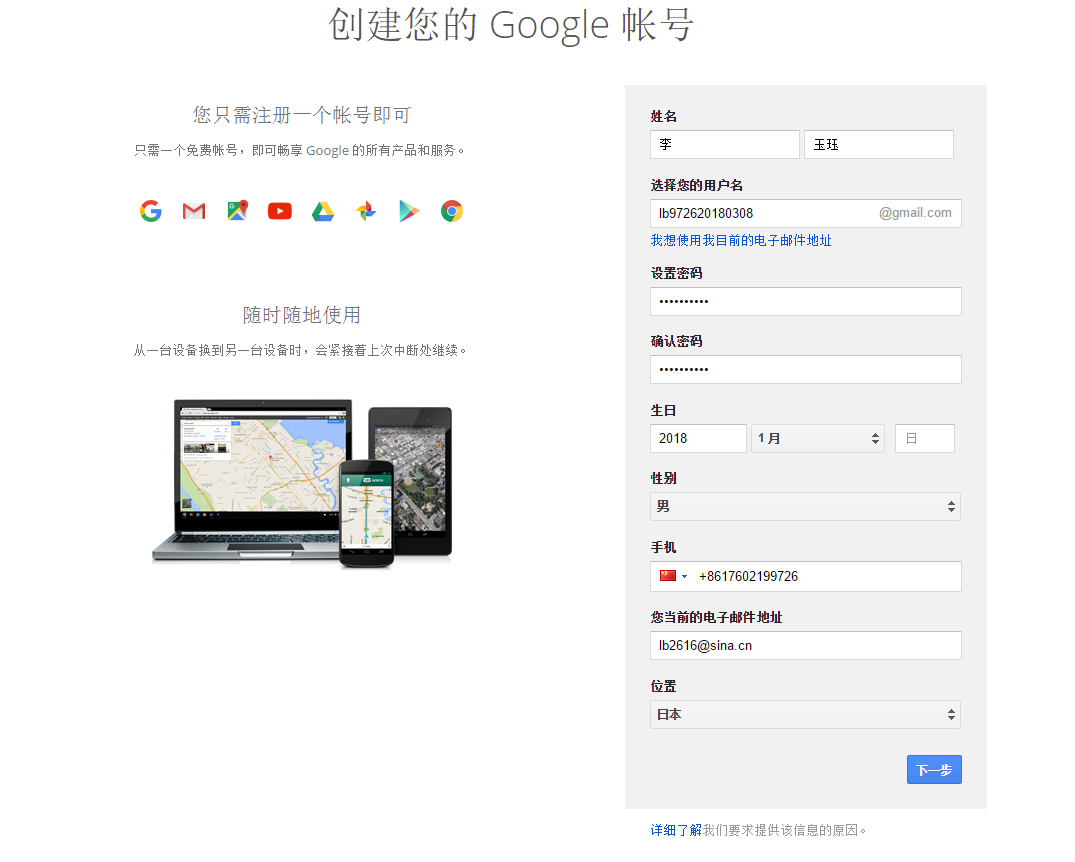 创建您的 Google 帐号
您只需注册一个帐号即可
只需一个免费帐号，即可畅享 Google 的所有产品和服务。
随时随地使用
从一台设备换到另一台设备时，会紧接着上次中断处继续。
姓名
李 玉珏
选择您的用户名
lb972620180308 @gmail.com
我想使用我目前的电子邮件地址
设置密码
••••••••••
确认密码
••••••••••
生日
2018 1 月 日
性别
男
手机
+8617602199726
您当前的电子邮件地址
lb2616@sina.cn
位置
日本
下一步
详细了解我们要求提供该信息的原因。